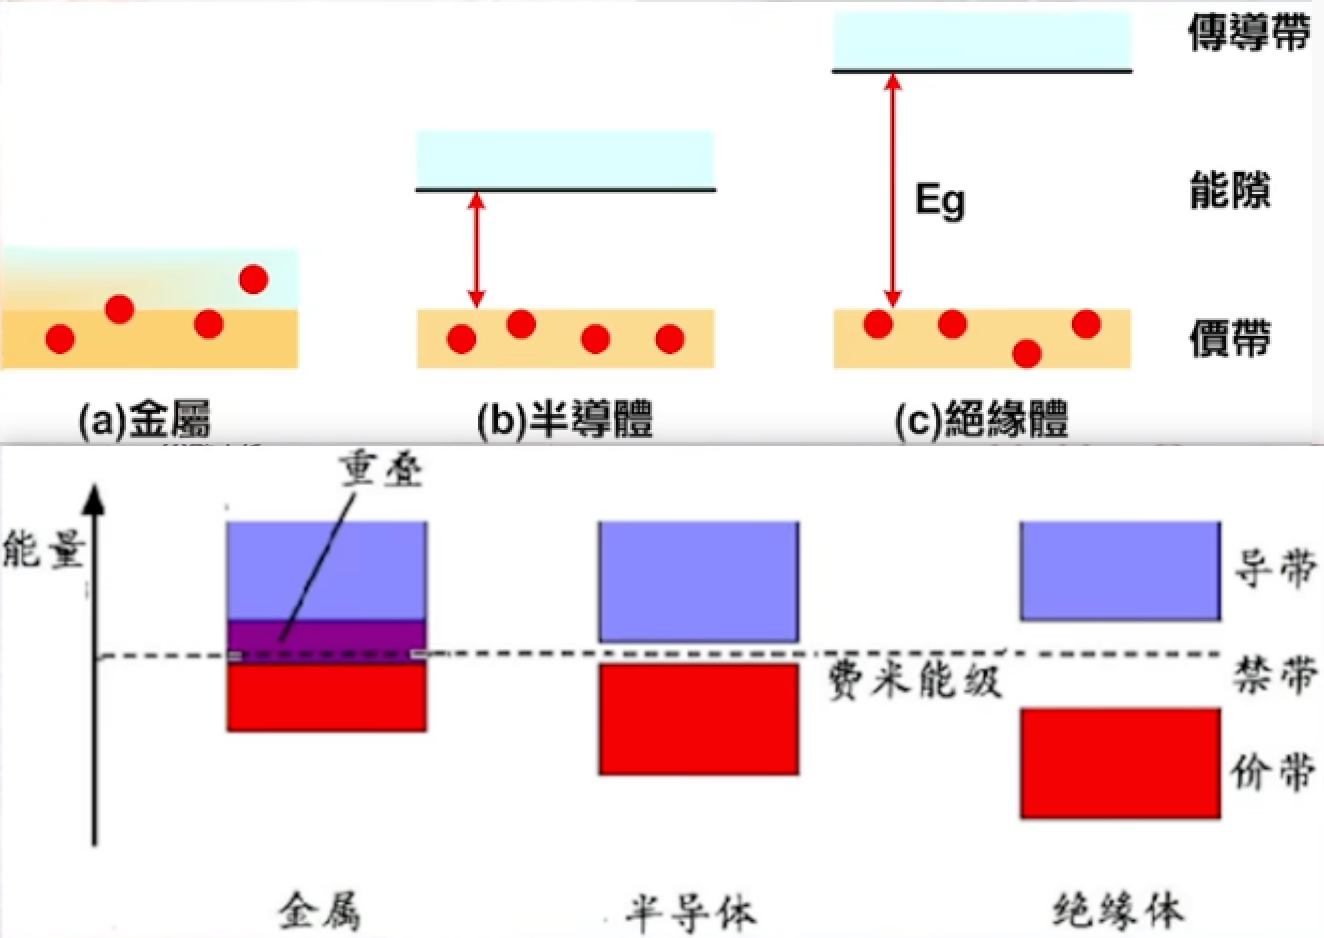 傳導帶
Eg
能隙
價帶
(a)金屬
(b)半導體
(c)絕緣體
重叠
能量
导带
费米能级
禁带
价带
金属
半导体
绝缘体